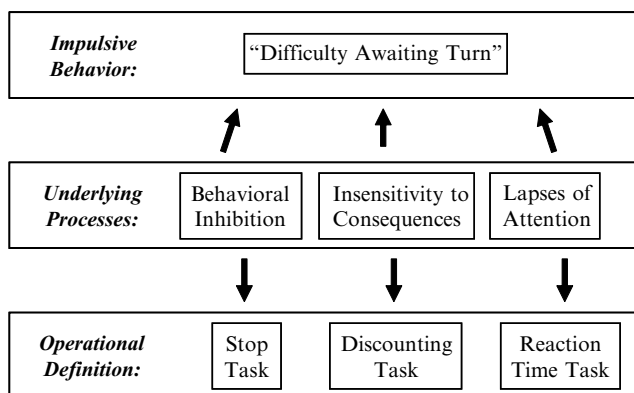 Impulsive
Behavior:
“Difficulty Awaiting Turn”
Underlying
Processes:
Behavioral
Inhibition
Insensitivity to
Consequences
Lapses of
Attention
Operational
Definition:
Stop
Task
Discounting
Task
Reaction
Time Task